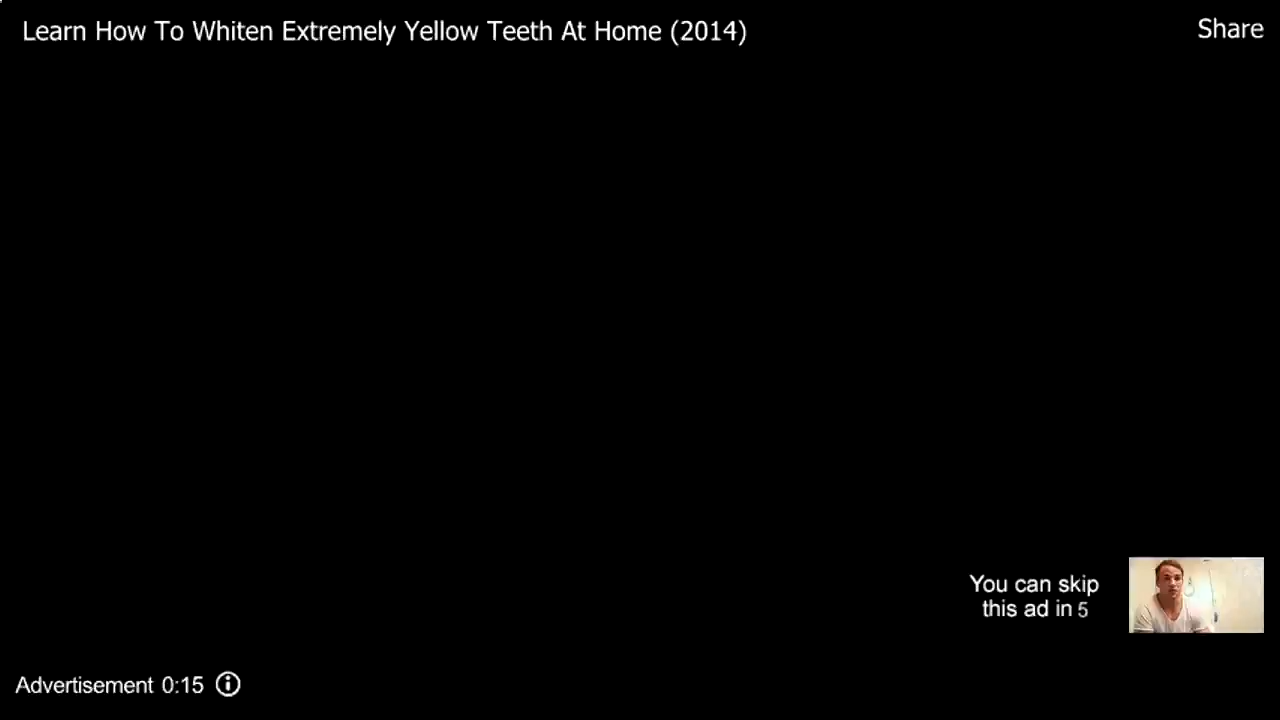 Learn How To Whiten Extremely Yellow Teeth At Home (2014)
Share
You can skip
this ad in 5
Advertisement 0:15